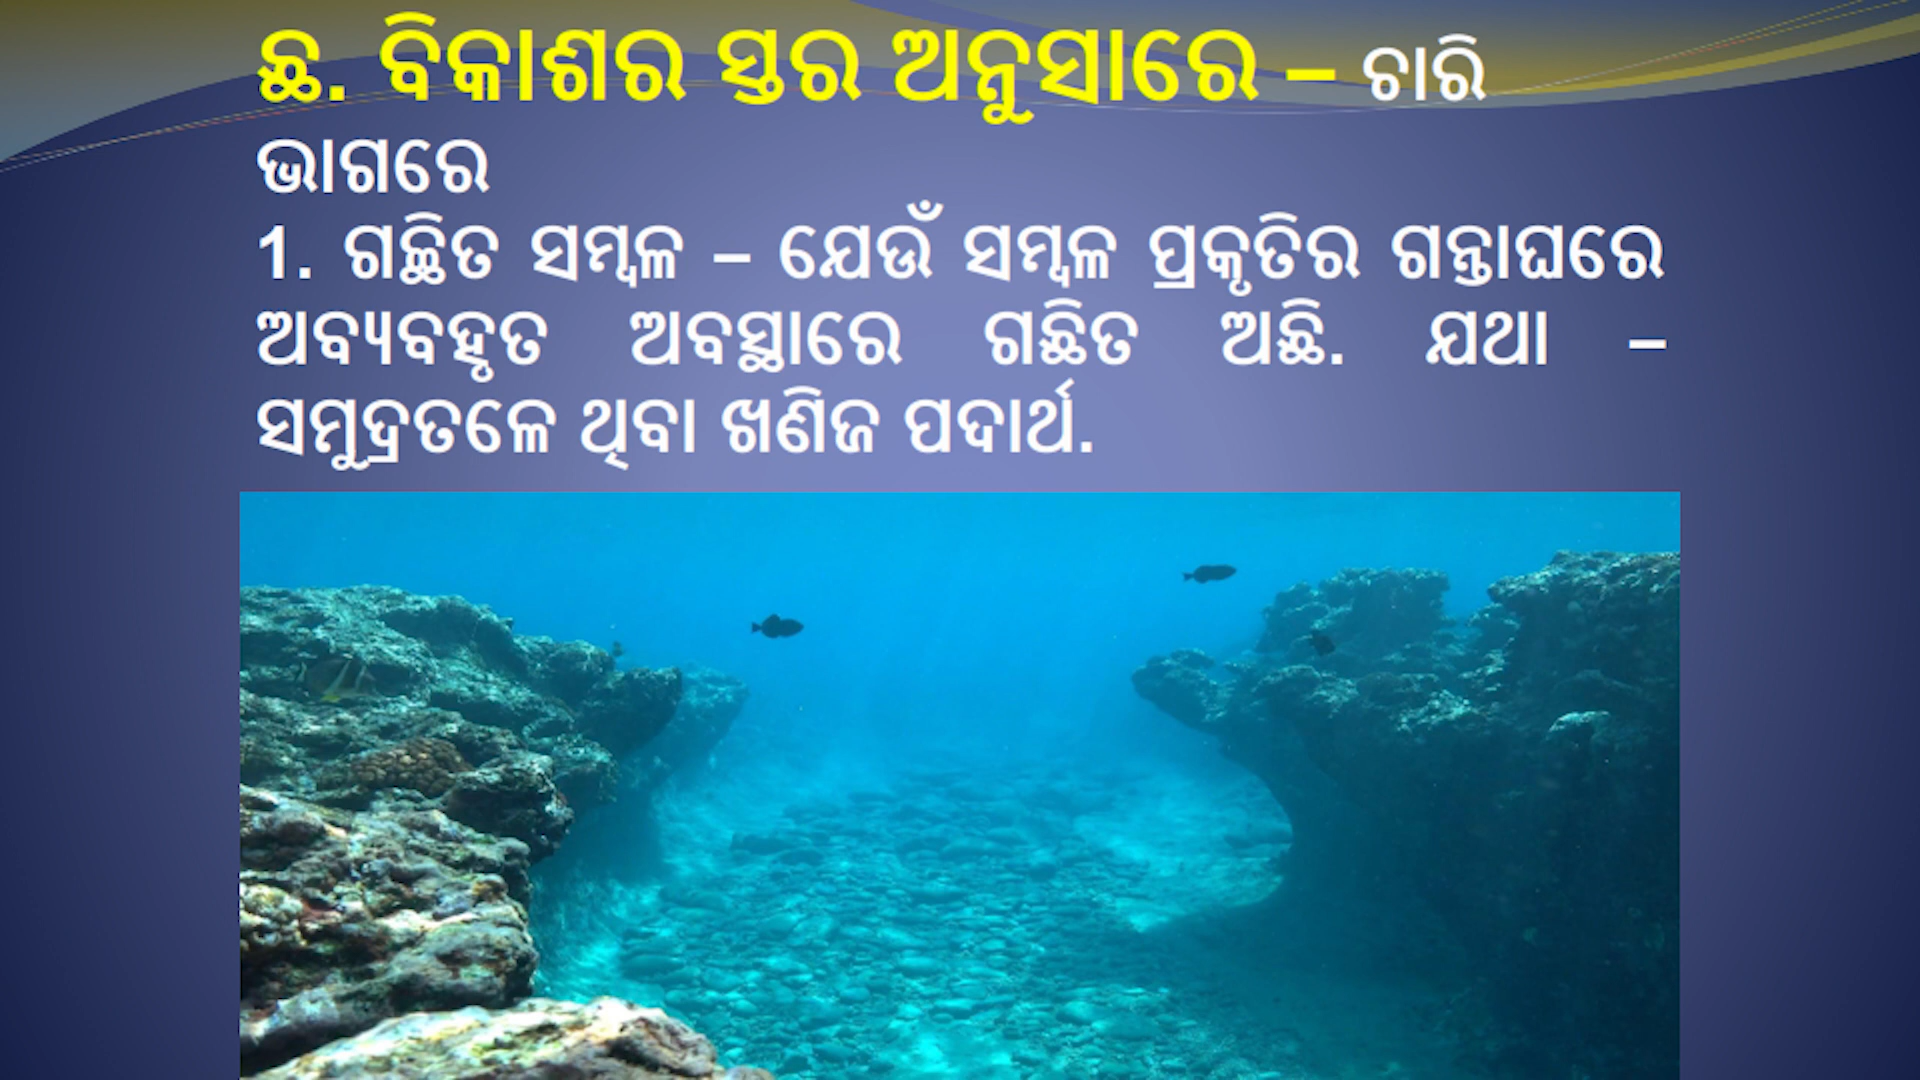 ଛ. ବିକାଶର ସ୍ତର ଅନୁସାରେ – ଚାରି
ଭାଗରେ
1. ଗଚ୍ଛିତ ସମ୍ବଳ – ଯେଉଁ ସମ୍ବଳ ପ୍ରକୃତିର ଗନ୍ତାଘରେ
ଅବ୍ୟବହୃତ ଅବସ୍ଥାରେ ଗଛିତ ଅଛି. ଯଥା –
ସମୁଦ୍ରତଳେ ଥିବା ଖଣିଜ ପଦାର୍ଥ.